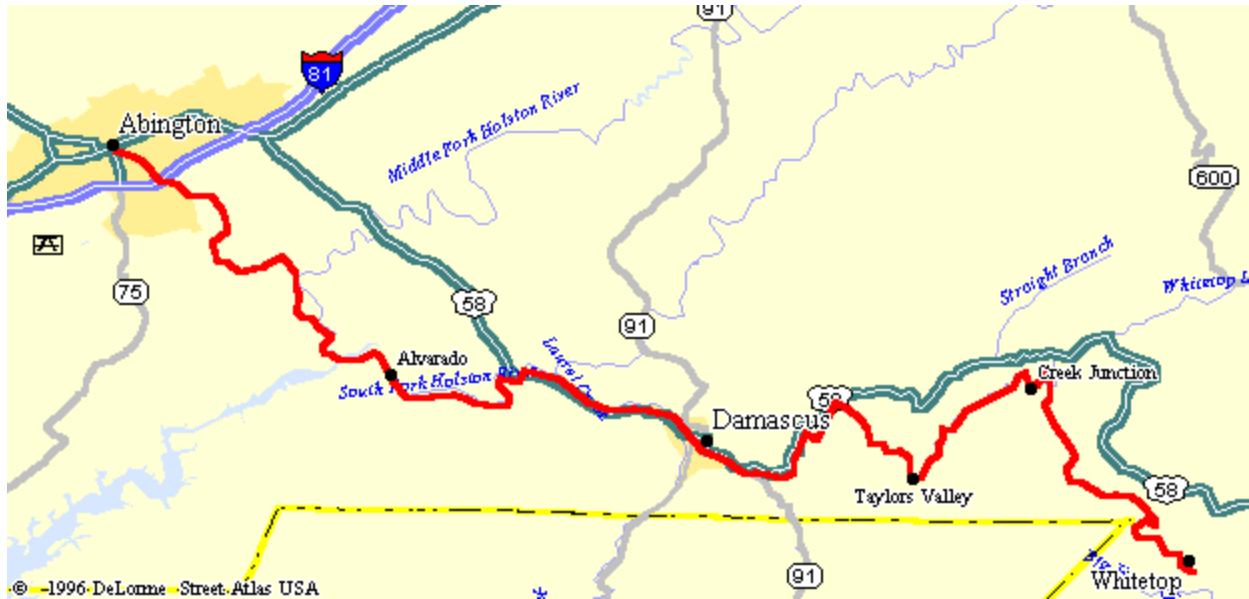 91
81
Abington
Middle Fork Holston River
600
Straight Branch
Whitetop
75
58
91
Laurel
Alvarado
South Fork Holston
Creek Junction
58
Damascus
Taylors Valley
58
91
Whitetop
© 1996 DeLorme Street Atlas USA